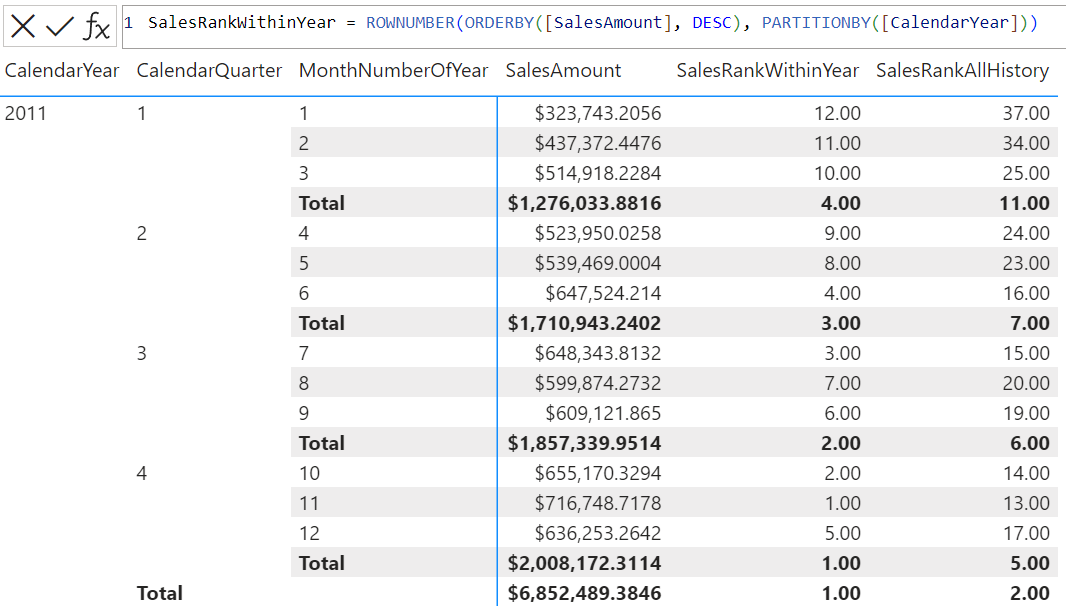 fx 1 SalesRankWithinYear = ROWNUMBER(ORDERBY([SalesAmount], DESC), PARTITIONBY([CalendarYear]))
CalendarYear CalendarQuarter MonthNumberOfYear SalesAmount SalesRankWithinYear SalesRankAllHistory
2011 1 1 $323,743.2056 12.00 37.00
2 $437,372.4476 11.00 34.00
3 $514,918.2284 10.00 25.00
Total $1,276,033.8816 4.00 11.00
2 4 $523,950.0258 9.00 24.00
5 $539,469.0004 8.00 23.00
6 $647,524.214 4.00 16.00
Total $1,710,943.2402 3.00 7.00
3 7 $648,343.8132 3.00 15.00
8 $599,874.2732 7.00 20.00
9 $609,121.865 6.00 19.00
Total $1,857,339.9514 2.00 6.00
4 10 $655,170.3294 2.00 14.00
11 $716,748.7178 1.00 13.00
12 $636,253.2642 5.00 17.00
Total $2,008,172.3114 1.00 5.00
Total $6,852,489.3846 1.00 2.00